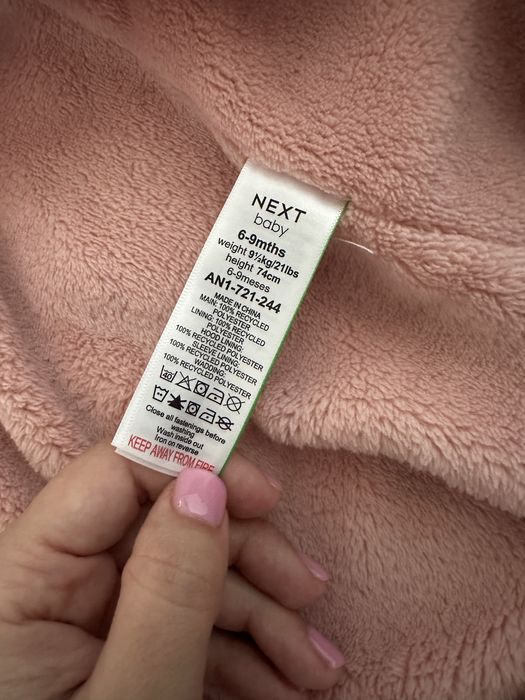 NEXT
baby
6-9mths
weight 9½kg/21lbs
height 74cm
6-9meses
AN1-721-244
MADE IN CHINA
MAIN: 100% RECYCLED
POLYESTER
LINING: 100% RECYCLED
POLYESTER
HOOD LINING:
100% RECYCLED POLYESTER
SLEEVE LINING:
100% RECYCLED POLYESTER
WADDING:
100% RECYCLED POLYESTER
40
Close all fastenings before
washing
Wash inside out
Iron on reverse
KEEP AWAY FROM FIRE